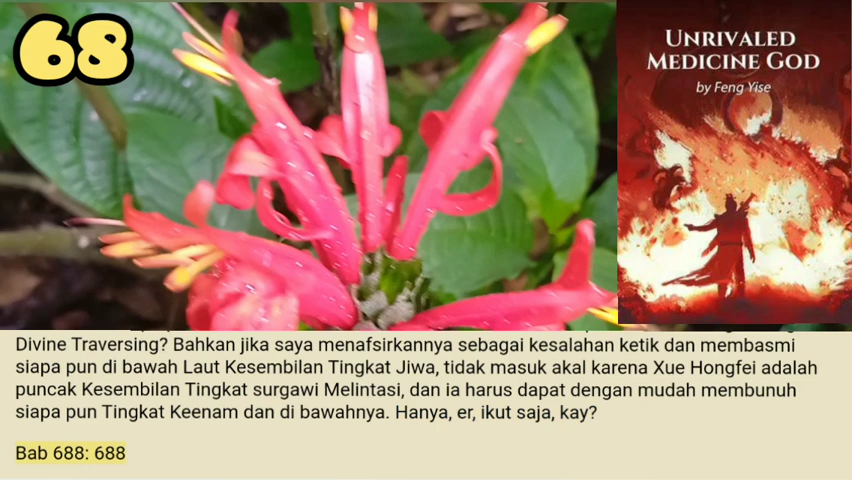 68
UNRIVALED
MEDICINE GOD
by Feng Yise
Divine Traversing? Bahkan jika saya menafsirkannya sebagai kesalahan ketik dan membasmi
siapa pun di bawah Laut Kesembilan Tingkat Jiwa, tidak masuk akal karena Xue Hongfei adalah
puncak Kesembilan Tingkat surgawi Melintasi, dan ia harus dapat dengan mudah membunuh
siapa pun Tingkat Keenam dan di bawahnya. Hanya, er, ikut saja, kay?
Bab 688: 688